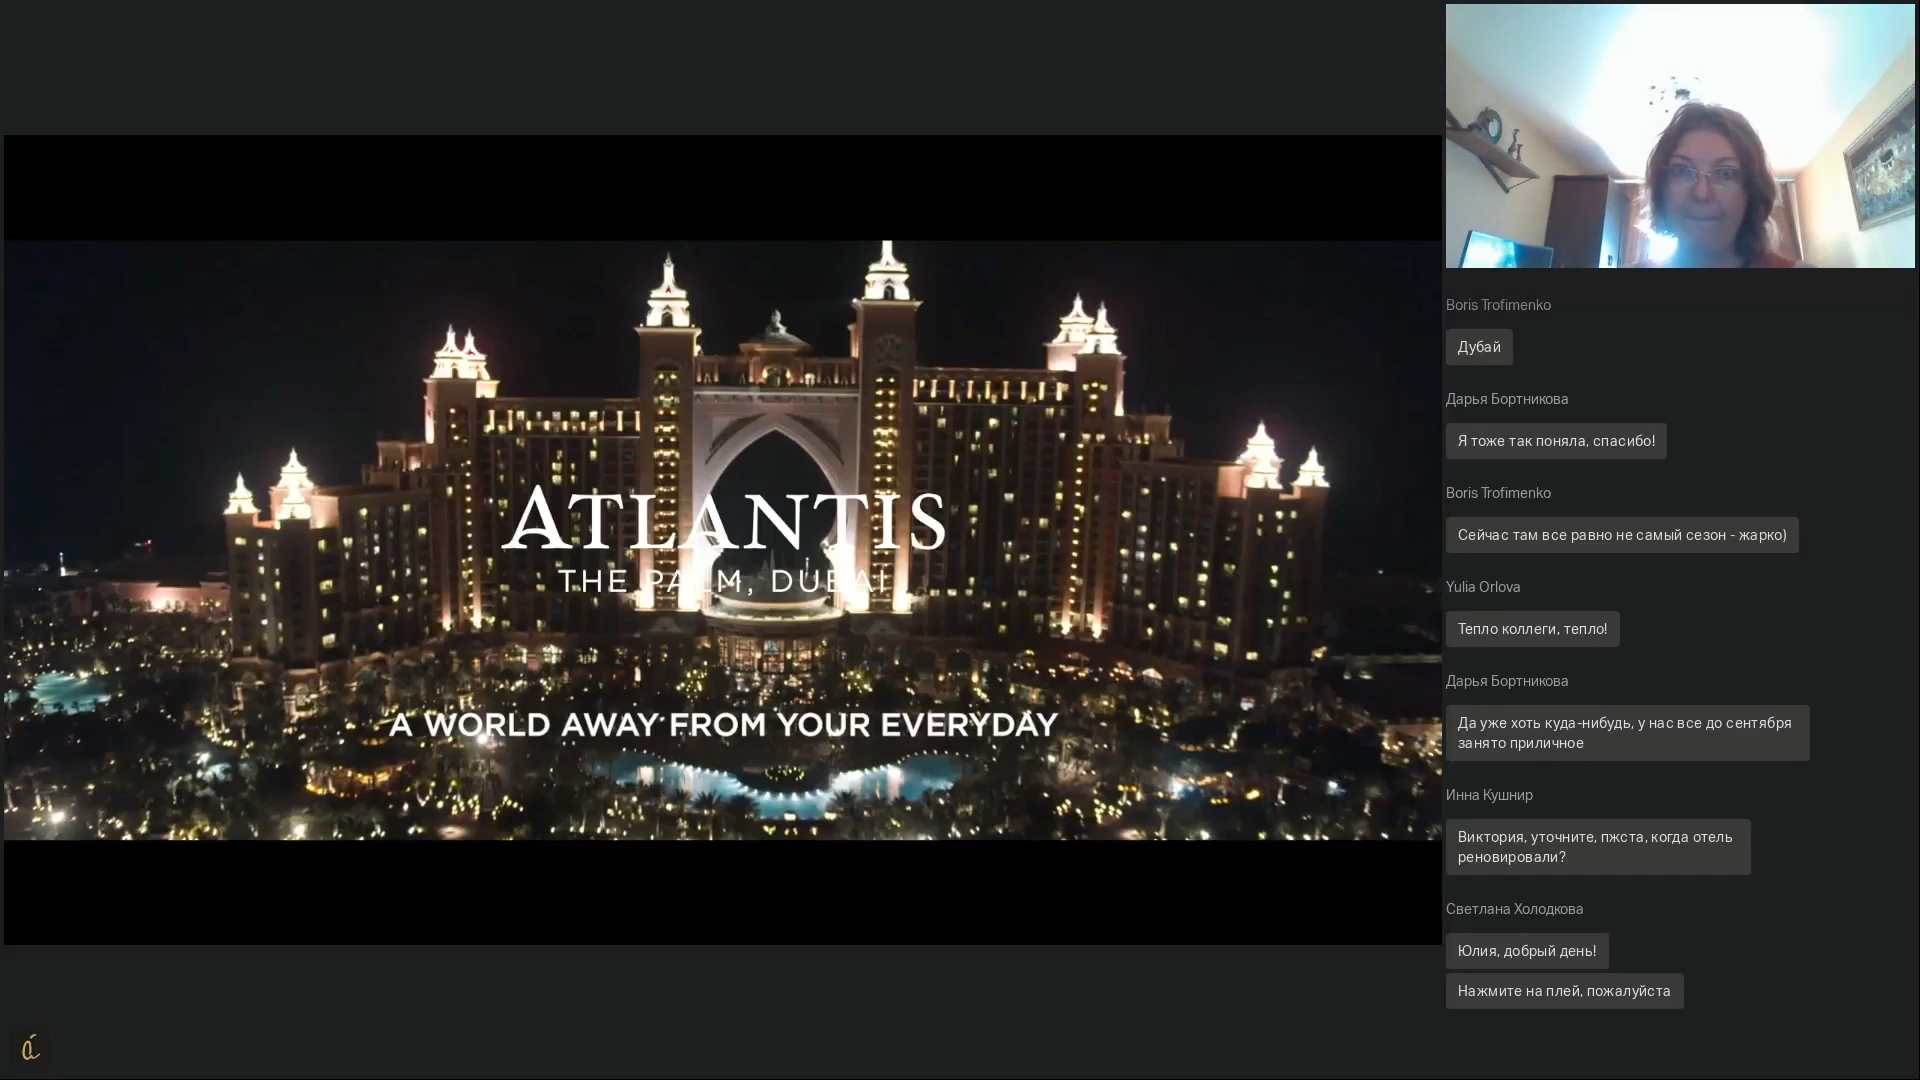 ATLANTIS
THE PALM, DUBAI
A WORLD AWAY FROM YOUR EVERYDAY
á
Boris Trofimenko
Дубай
Дарья Бортникова
Я тоже так поняла, спасибо!
Boris Trofimenko
Сейчас там все равно не самый сезон - жарко)
Yulia Orlova
Тепло коллеги, тепло!
Дарья Бортникова
Да уже хоть куда-нибудь, у нас все до сентября
занято приличное
Инна Кушнир
Виктория, уточните, пжста, когда отель
реновировали?
Светлана Холодкова
Юлия, добрый день!
Нажмите на плей, пожалуйста